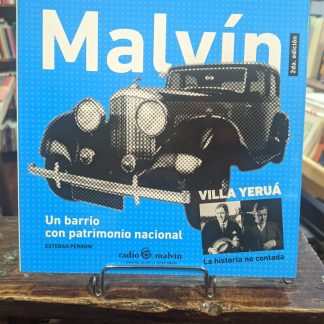 Malvín
2da. edición
VILLA YERUÁ
Un barrio
con patrimonio nacional
ESTEBAN PERRONI
radio malvín
La historia no contada